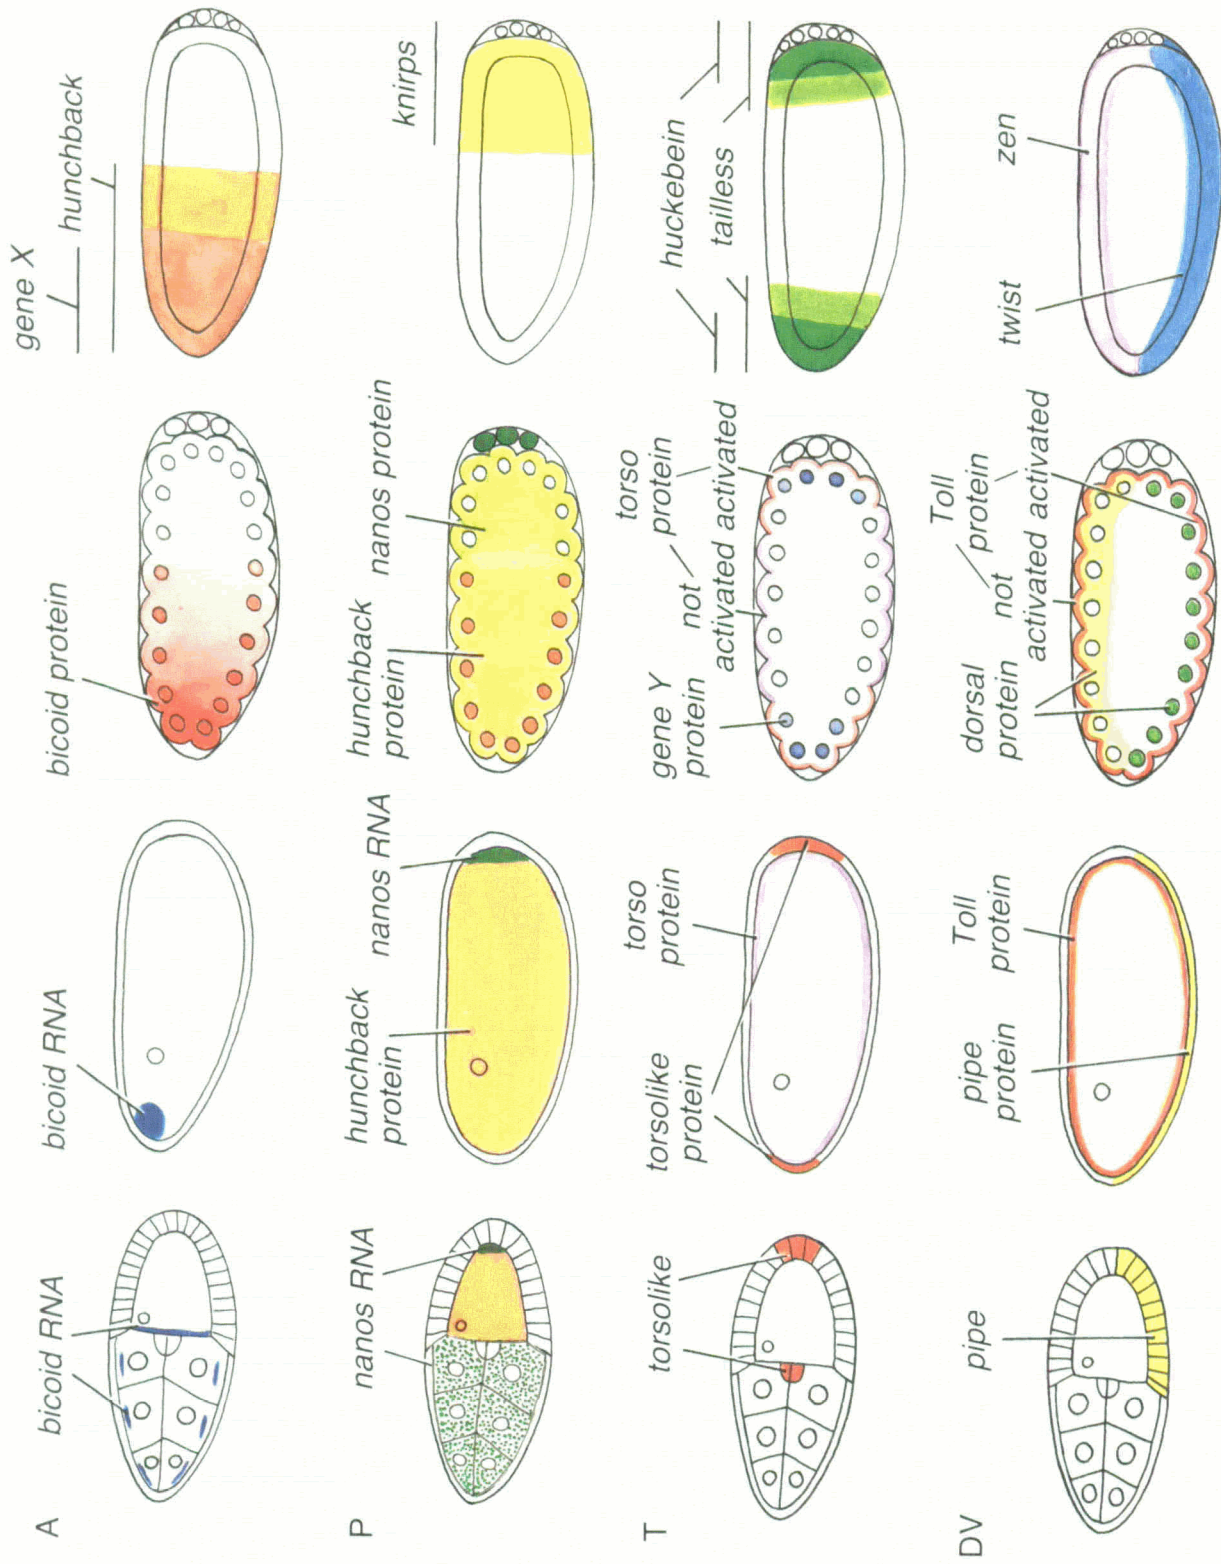 A
bicoid RNA
bicoid RNA
bicoid protein
gene X
hunchback
P
nanos RNA
hunchback
protein
nanos RNA
hunchback
protein
nanos protein
knirps
T
torsolike
torsolike
protein
torso
protein
gene Y
protein
not
activated
torso
protein
activated
huckebein
tailless
DV
pipe
pipe
protein
Toll
protein
dorsal
protein
not
activated
Toll
protein
activated
twist
zen